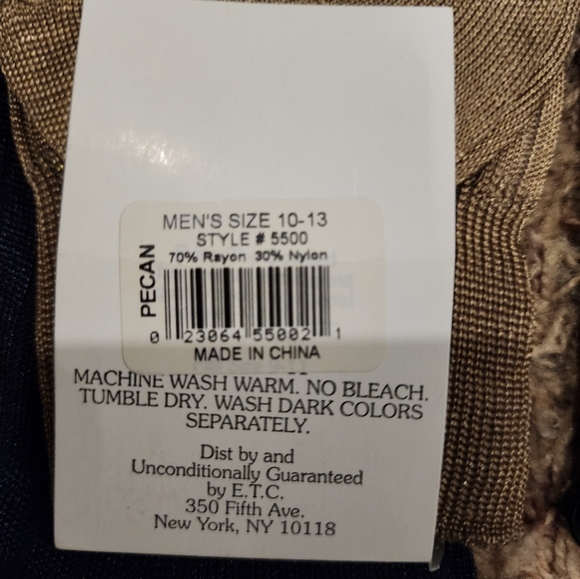 MEN'S SIZE 10-13
STYLE # 5500
70% Rayon 30% Nylon
PECAN
0 23064 55002 1
MADE IN CHINA
MACHINE WASH WARM. NO BLEACH.
TUMBLE DRY. WASH DARK COLORS
SEPARATELY.
Dist by and
Unconditionally Guaranteed
by E.T.C.
350 Fifth Ave.
New York, NY 10118